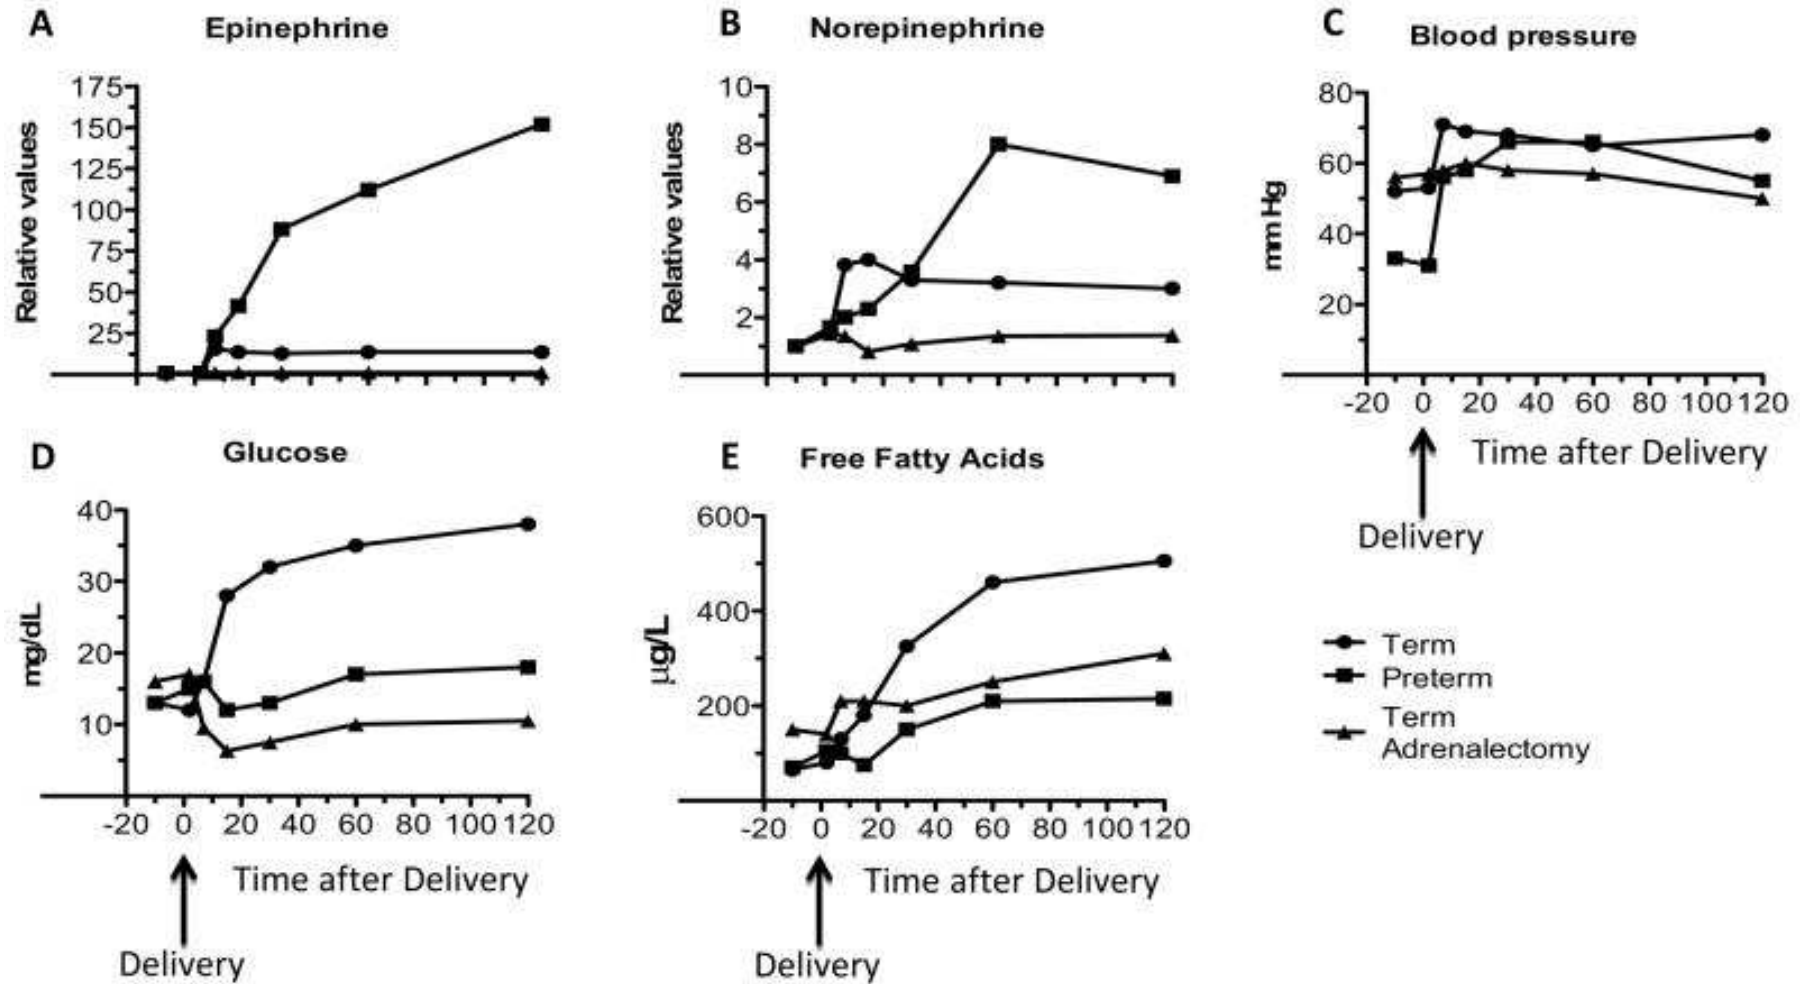 A Epinephrine
Relative values
175
150
125
100
75
50
25
B Norepinephrine
Relative values
10
8
6
4
2
C Blood pressure
mm Hg
80
60
40
20
-20 0 20 40 60 80 100 120
Time after Delivery
Delivery
D Glucose
mg/dL
40
30
20
10
-20 0 20 40 60 80 100 120
Time after Delivery
Delivery
E Free Fatty Acids
µg/L
600
400
200
-20 0 20 40 60 80 100 120
Time after Delivery
Delivery
Term
Preterm
Term
Adrenalectomy